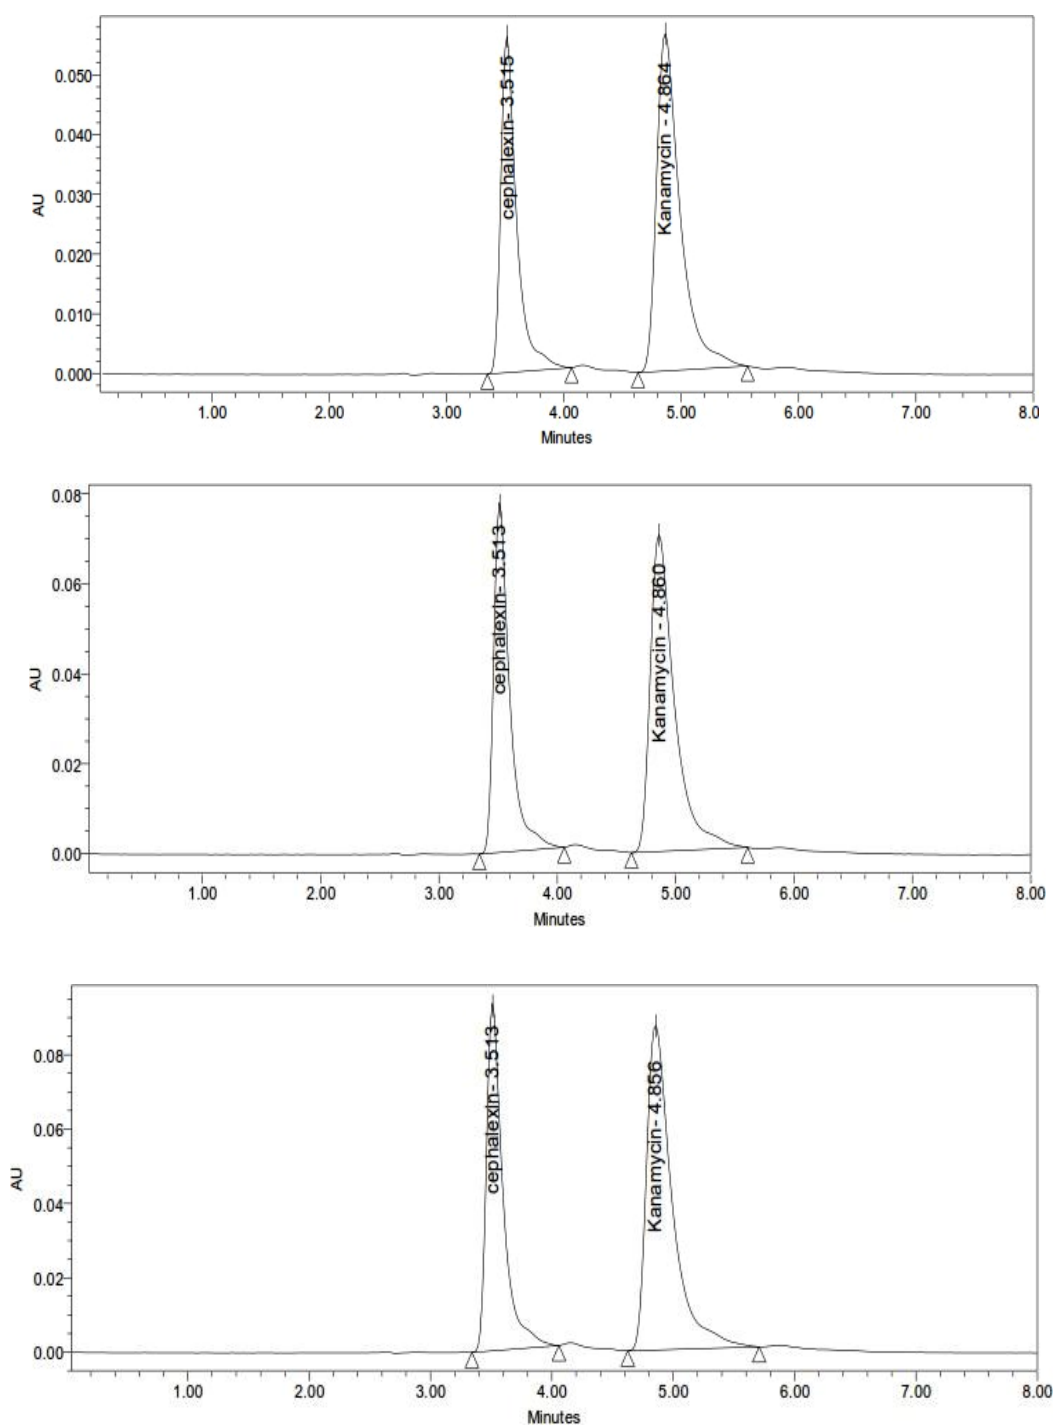 AU
0.050
0.040
0.030
0.020
0.010
0.000
cephalexin- 3.515
Kanamycin - 4.864
1.00 2.00 3.00 4.00 5.00 6.00 7.00 8.0
Minutes
AU
0.08
0.06
0.04
0.02
0.00
cephalexin- 3.513
Kanamycin - 4.860
1.00 2.00 3.00 4.00 5.00 6.00 7.00 8.00
Minutes
AU
0.08
0.06
0.04
0.02
0.00
cephalexin- 3.513
Kanamycin- 4.856
1.00 2.00 3.00 4.00 5.00 6.00 7.00 8.00
Minutes